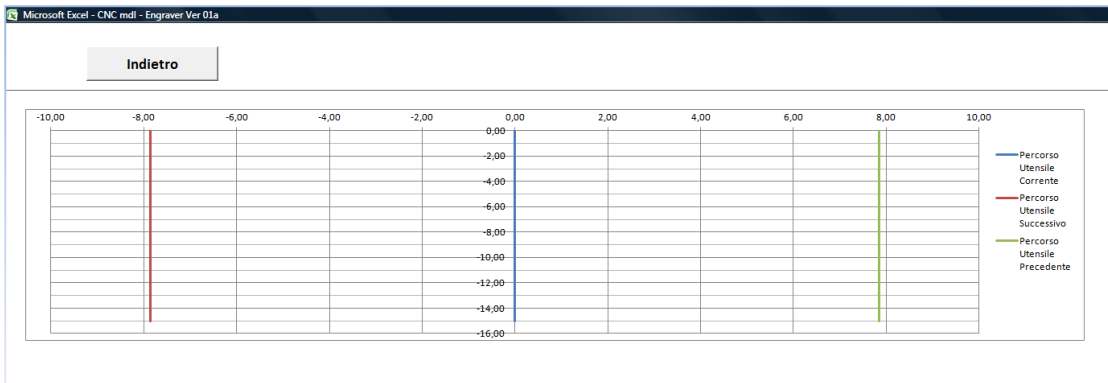 Microsoft Excel - CNC mdl - Engraver Ver 01a
Indietro
-10,00 -8,00 -6,00 -4,00 -2,00 0,00 2,00 4,00 6,00 8,00 10,00
0,00
-2,00
-4,00
-6,00
-8,00
-10,00
-12,00
-14,00
-16,00
Percorso
Utensile
Corrente
Percorso
Utensile
Successivo
Percorso
Utensile
Precedente